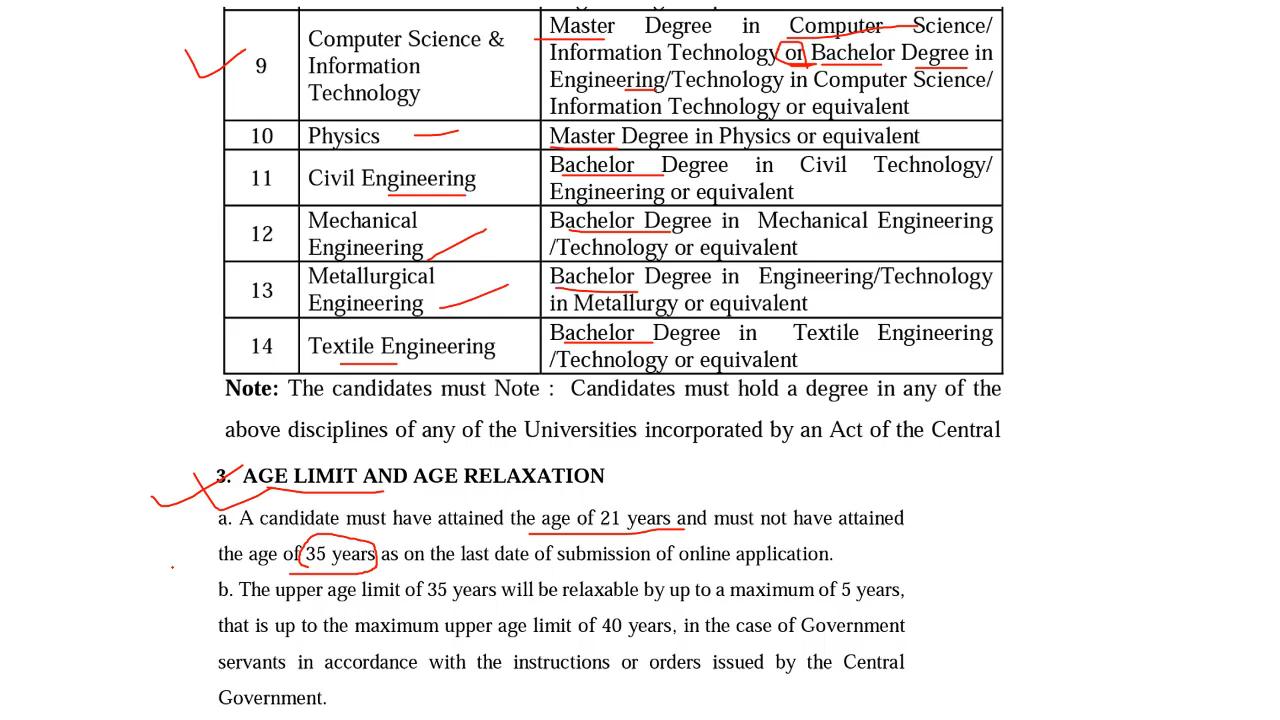 9
Computer Science &
Information
Technology
Master Degree in Computer Science/
Information Technology or Bachelor Degree in
Engineering/Technology in Computer Science/
Information Technology or equivalent
10 Physics Master Degree in Physics or equivalent
11 Civil Engineering
Bachelor Degree in Civil Technology/
Engineering or equivalent
12
Mechanical
Engineering
Bachelor Degree in Mechanical Engineering
/Technology or equivalent
13
Metallurgical
Engineering
Bachelor Degree in Engineering/Technology
in Metallurgy or equivalent
14 Textile Engineering
Bachelor Degree in Textile Engineering
/Technology or equivalent
Note: The candidates must Note : Candidates must hold a degree in any of the
above disciplines of any of the Universities incorporated by an Act of the Central
3. AGE LIMIT AND AGE RELAXATION
a. A candidate must have attained the age of 21 years and must not have attained
the age of 35 years as on the last date of submission of online application.
b. The upper age limit of 35 years will be relaxable by up to a maximum of 5 years,
that is up to the maximum upper age limit of 40 years, in the case of Government
servants in accordance with the instructions or orders issued by the Central
Government.